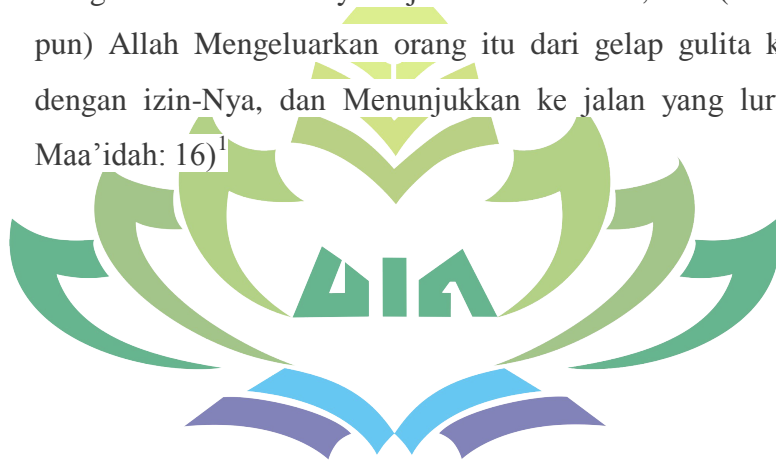 pun) Allah Mengeluarkan orang itu dari gelap gulita k
dengan izin-Nya, dan Menunjukkan ke jalan yang lur
Maa’idah: 16)¹
UIN